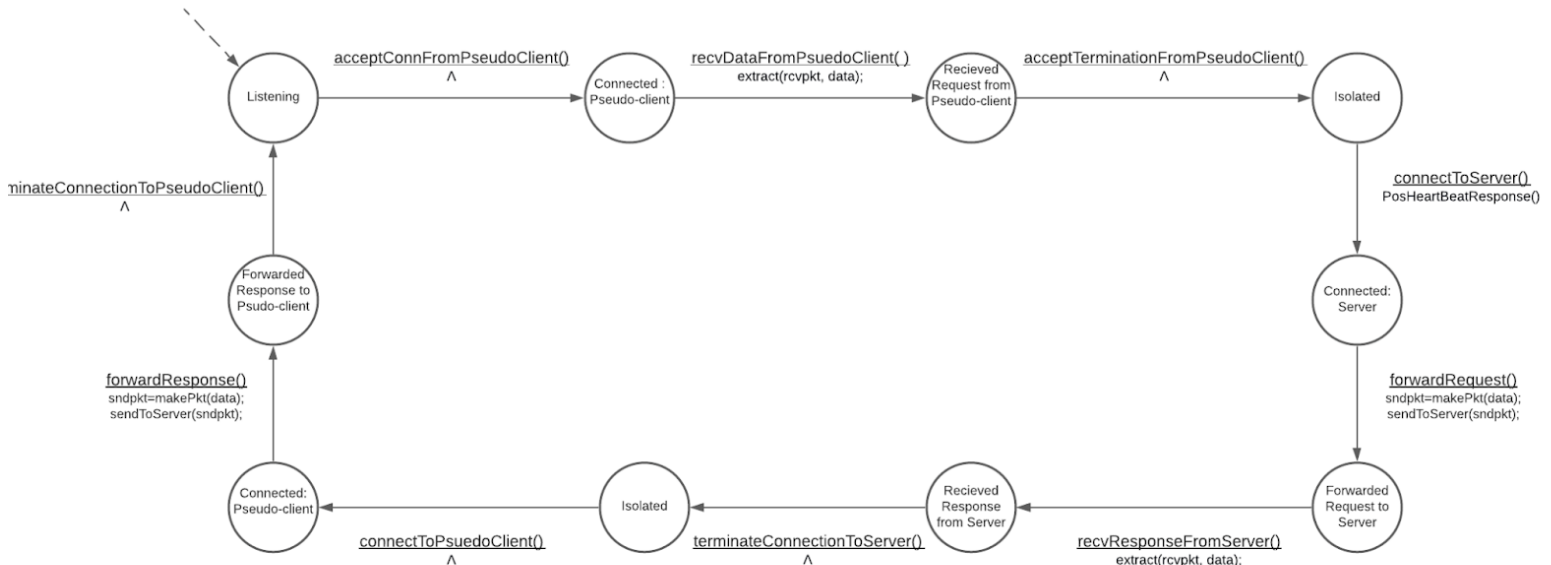 acceptConnFromPseudoClient()
Λ
recvDataFromPsuedoClient( )
extract(rcvpkt, data);
acceptTerminationFromPseudoClient()
Λ
Listening
Connected :
Pseudo-client
Recieved
Request from
Pseudo-client
Isolated
minateConnectionToPseudoClient()
Λ
connectToServer()
PosHeartBeatResponse()
Forwarded
Response to
Psudo-client
Connected:
Server
forwardResponse()
sndpkt=makePkt(data);
sendToServer(sndpkt);
forwardRequest()
sndpkt=makePkt(data);
sendToServer(sndpkt);
Connected:
Pseudo-client
Isolated
Recieved
Response
from Server
Forwarded
Request to
Server
connectToPsuedoClient()
Λ
terminateConnectionToServer()
Λ
recvResponseFromServer()
extract(rcvpkt, data);